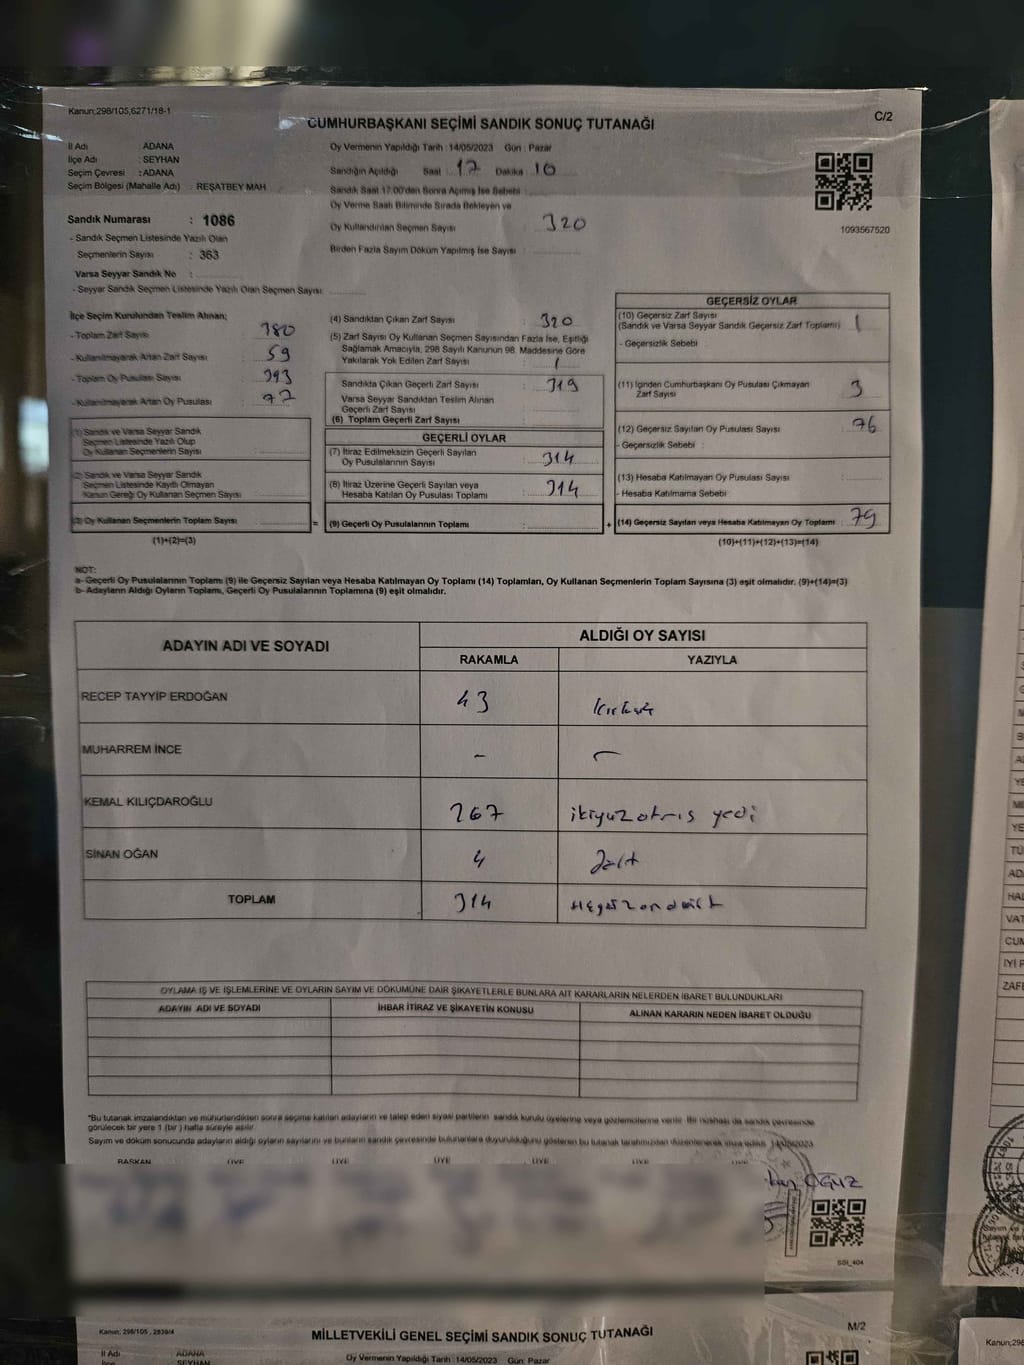 Kanun;298/105,6271/18-1
C/2
CUMHURBAŞKANI SEÇİMİ SANDIK SONUÇ TUTANAĞI
İl Adı ADANA
İlçe Adı : SEYHAN
Seçim Çevresi : ADANA
Seçim Bölgesi (Mahalle Adı) : REŞATBEY MAH
Sandık Numarası : 1086
- Sandık Seçmen Listesinde Yazılı Olan
Seçmenlerin Sayısı : 363
Varsa Seyyar Sandık No :
- Seyyar Sandık Seçmen Listesinde Yazılı Olan Seçmen Sayısı:
Oy Vermenin Yapıldığı Tarih : 14/05/2023 Gün : Pazar
Sandığın Açıldığı Saat : 17 Dakika : 10
Sandık Saat 17:00'den Sonra Açılmış İse Sebebi :
Oy Verme Saati Bitiminde Sırada Bekleyen ve
Oy Kullandırılan Seçmen Sayısı : 320
Birden Fazla Sayım Döküm Yapılmış İse Sayısı :
1093567520
İlçe Seçim Kurulundan Teslim Alınan;
- Toplam Zarf Sayısı 380
- Kullanılmayarak Artan Zarf Sayısı : 59
- Toplam Oy Pusulası Sayısı : 393
- Kullanılmayarak Artan Oy Pusulası : 72
(1) Sandık ve Varsa Seyyar Sandık
Seçmen Listesinde Yazılı Olup
Oy Kullanan Seçmenlerin Sayısı :
(2) Sandık ve Varsa Seyyar Sandık
Seçmen Listesinde Kayıtlı Olmayan
Kanun Gereği Oy Kullanan Seçmen Sayısı :
(3) Oy Kullanan Seçmenlerin Toplam Sayısı :
(1)+(2)=(3)
(4) Sandıktan Çıkan Zarf Sayısı : 320
(5) Zarf Sayısı Oy Kullanan Seçmen Sayısından Fazla İse, Eşitliği
Sağlamak Amacıyla, 298 Sayılı Kanunun 98. Maddesine Göre
Yakılarak Yok Edilen Zarf Sayısı : 1
Sandıkta Çıkan Geçerli Zarf Sayısı : 319
Varsa Seyyar Sandıktan Teslim Alınan
Geçerli Zarf Sayısı :
(6) Toplam Geçerli Zarf Sayısı :
GEÇERLİ OYLAR
(7) İtiraz Edilmeksizin Geçerli Sayılan
Oy Pusulalarının Sayısı : 314
(8) İtiraz Üzerine Geçerli Sayılan veya
Hesaba Katılan Oy Pusulası Toplamı : 314
= (9) Geçerli Oy Pusulalarının Toplamı :
GEÇERSİZ OYLAR
(10) Geçersiz Zarf Sayısı
(Sandık ve Varsa Seyyar Sandık Geçersiz Zarf Toplamı) : 1
- Geçersizlik Sebebi
(11) İçinden Cumhurbaşkanı Oy Pusulası Çıkmayan
Zarf Sayısı : 3
(12) Geçersiz Sayılan Oy Pusulası Sayısı : 76
- Geçersizlik Sebebi :
(13) Hesaba Katılmayan Oy Pusulası Sayısı :
- Hesaba Katılmama Sebebi
+ (14) Geçersiz Sayılan veya Hesaba Katılmayan Oy Toplamı : 79
(10)+(11)+(12)+(13)=(14)
NOT:
a- Geçerli Oy Pusulalarının Toplamı (9) ile Geçersiz Sayılan veya Hesaba Katılmayan Oy Toplamı (14) Toplamları, Oy Kullanan Seçmenlerin Toplam Sayısına (3) eşit olmalıdır. (9)+(14)=(3)
b- Adayların Aldığı Oyların Toplamı, Geçerli Oy Pusulalarının Toplamına (9) eşit olmalıdır.
ADAYIN ADI VE SOYADI
ALDIĞI OY SAYISI
RAKAMLA YAZIYLA
RECEP TAYYİP ERDOĞAN 43
MUHARREM İNCE - -
KEMAL KILIÇDAROĞLU 267 yedi
SİNAN OĞAN 4
TOPLAM 314
OYLAMA İŞ VE İŞLEMLERİNE VE OYLARIN SAYIM VE DÖKÜMÜNE DAİR ŞİKAYETLERLE BUNLARA AİT KARARLARIN NELERDEN İBARET BULUNDUKLARI
ADAYIN ADI VE SOYADI İHBAR İTİRAZ VE ŞİKAYETİN KONUSU ALINAN KARARIN NEDEN İBARET OLDUĞU
*Bu tutanak imzalandıktan ve mühürlendikten sonra seçime katılan adayların ve talep eden siyasi partilerin sandık kurulu üyelerine veya gözlemcilerine verilir. Bir nüshası da sandık çevresinde
görülecek bir yere 1 (bir) hafta süreyle asılır.
Sayım ve döküm sonucunda adayların aldığı oyların sayılarını ve bunların sandık çevresinde bulunanlara duyurulduğunu gösteren bu tutanak tarafımızdan düzenlenerek imza edildi. 14/05/2023
BAŞKAN ÜYE ÜYE ÜYE ÜYE ÜYE ÜYE
OĞUZ
SSI_404
Kanun; 298/105 , 2839/4
M/2
MİLLETVEKİLİ GENEL SEÇİMİ SANDIK SONUÇ TUTANAĞI
İl Adı ADANA
İlçe SEYHAN
Oy Vermenin Yapıldığı Tarih : 14/05/2023 Gün: Pazar
Kanun;298